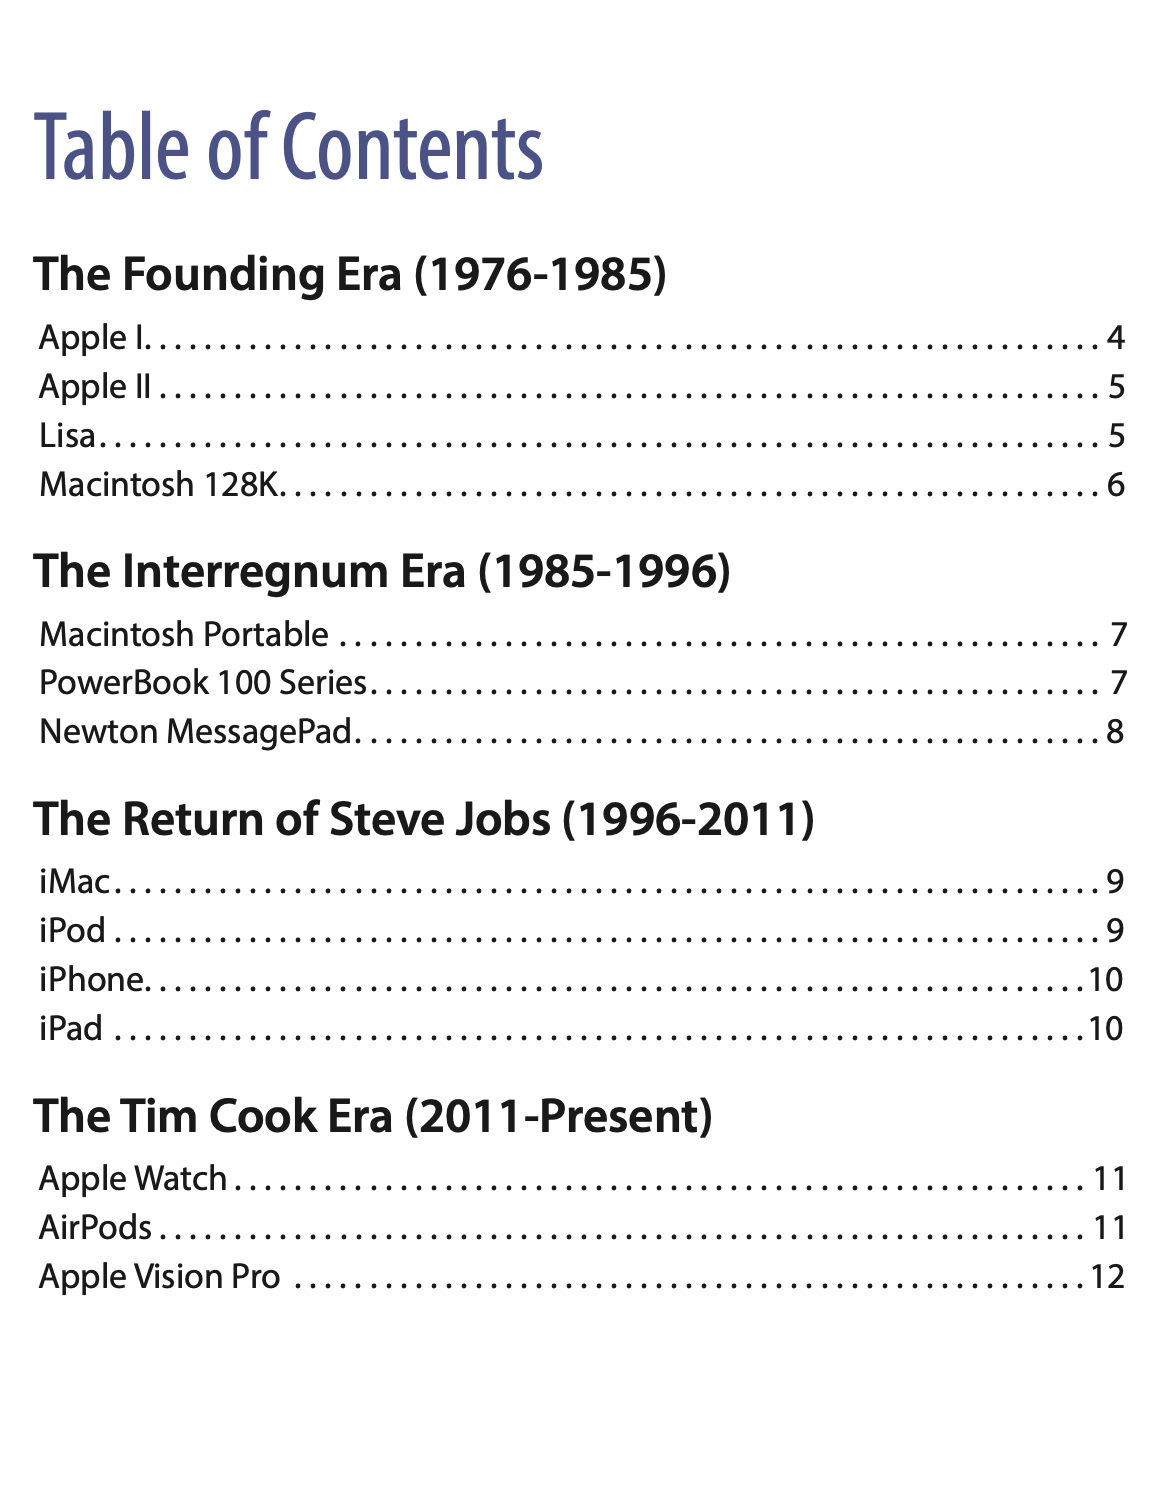 Table of Contents
The Founding Era (1976-1985)
Apple I. . . . . . . . . . . . . . . . . . . . . . . . . . . . . . . . . . . . . . . . . . . . . . . . . . . . . . . . . . . . . . . . 4
Apple II . . . . . . . . . . . . . . . . . . . . . . . . . . . . . . . . . . . . . . . . . . . . . . . . . . . . . . . . . . . . . . . 5
Lisa. . . . . . . . . . . . . . . . . . . . . . . . . . . . . . . . . . . . . . . . . . . . . . . . . . . . . . . . . . . . . . . . . . . 5
Macintosh 128K. . . . . . . . . . . . . . . . . . . . . . . . . . . . . . . . . . . . . . . . . . . . . . . . . . . . . . . 6
The Interregnum Era (1985-1996)
Macintosh Portable . . . . . . . . . . . . . . . . . . . . . . . . . . . . . . . . . . . . . . . . . . . . . . . . . . . 7
PowerBook 100 Series. . . . . . . . . . . . . . . . . . . . . . . . . . . . . . . . . . . . . . . . . . . . . . . . . 7
Newton MessagePad. . . . . . . . . . . . . . . . . . . . . . . . . . . . . . . . . . . . . . . . . . . . . . . . . . 8
The Return of Steve Jobs (1996-2011)
iMac. . . . . . . . . . . . . . . . . . . . . . . . . . . . . . . . . . . . . . . . . . . . . . . . . . . . . . . . . . . . . . . . . . 9
iPod . . . . . . . . . . . . . . . . . . . . . . . . . . . . . . . . . . . . . . . . . . . . . . . . . . . . . . . . . . . . . . . . . . 9
iPhone. . . . . . . . . . . . . . . . . . . . . . . . . . . . . . . . . . . . . . . . . . . . . . . . . . . . . . . . . . . . . . . 10
iPad . . . . . . . . . . . . . . . . . . . . . . . . . . . . . . . . . . . . . . . . . . . . . . . . . . . . . . . . . . . . . . . . . 10
The Tim Cook Era (2011-Present)
Apple Watch . . . . . . . . . . . . . . . . . . . . . . . . . . . . . . . . . . . . . . . . . . . . . . . . . . . . . . . . . 11
AirPods . . . . . . . . . . . . . . . . . . . . . . . . . . . . . . . . . . . . . . . . . . . . . . . . . . . . . . . . . . . . . . 11
Apple Vision Pro . . . . . . . . . . . . . . . . . . . . . . . . . . . . . . . . . . . . . . . . . . . . . . . . . . . . . 12